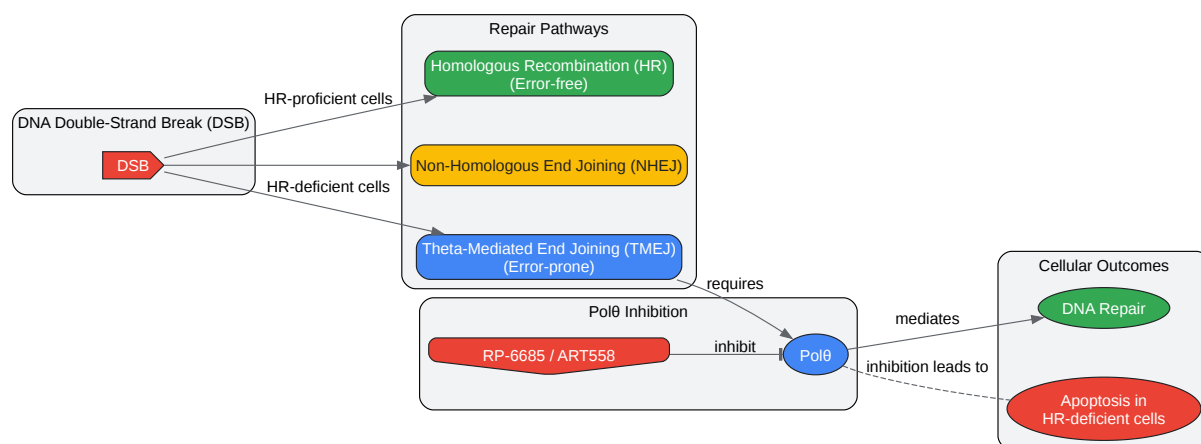 Repair Pathways
Homologous Recombination (HR)
(Error-free)
HR-proficient cells
DNA Double-Strand Break (DSB)
DSB
Non-Homologous End Joining (NHEJ)
HR-deficient cells
Theta-Mediated End Joining (TMEJ)
(Error-prone)
requires
Polθ Inhibition
RP-6685 / ART558
inhibit
Polθ
mediates
inhibition leads to
Cellular Outcomes
DNA Repair
Apoptosis in
HR-deficient cells